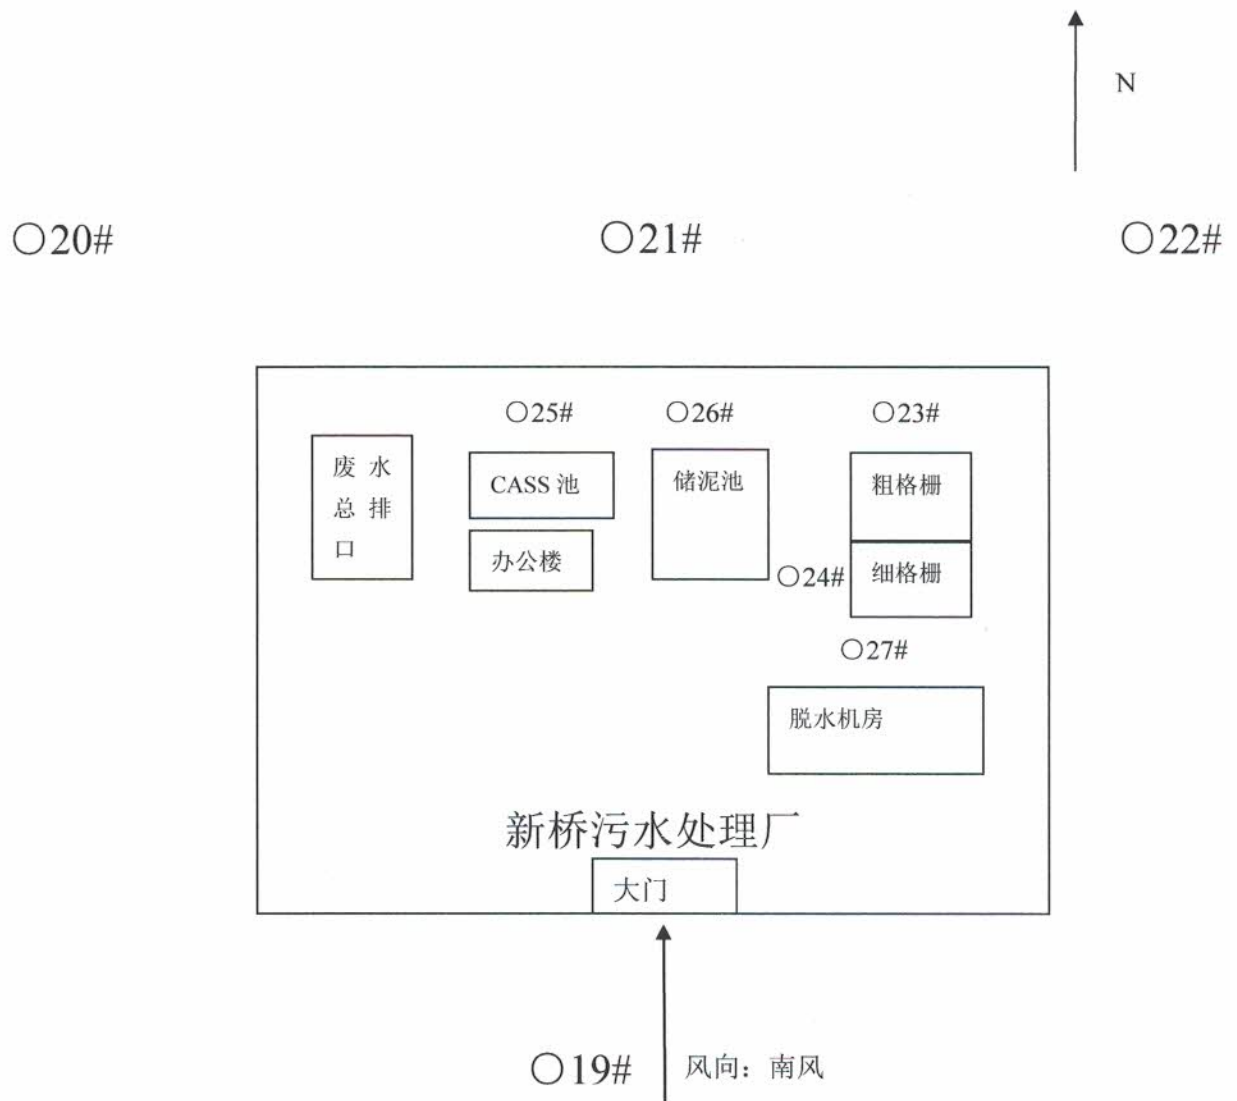 N
○20#
○21#
○22#
○25#
○26#
○23#
废 水
总 排
口
CASS 池
储泥池
粗格栅
办公楼
○24#
细格栅
○27#
脱水机房
新桥污水处理厂
大门
○19#
风向：南风